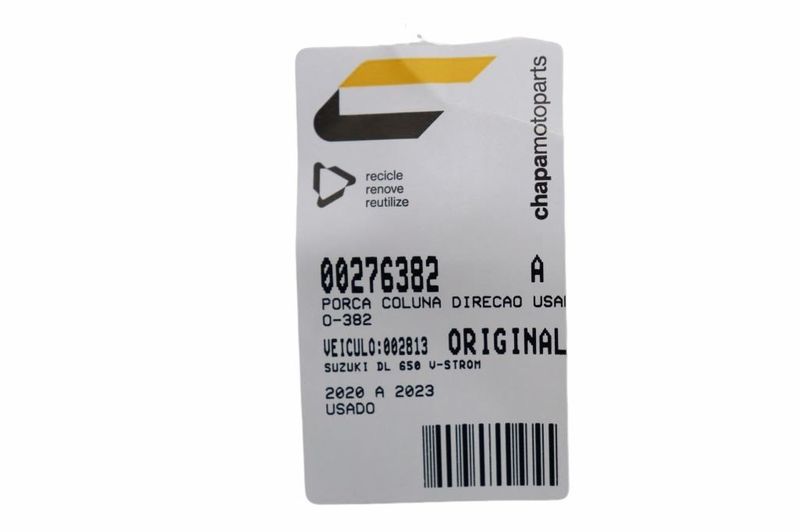 chapamotoparts
recicle
renove
reutilize
00276382 A
PORCA COLUNA DIRECAO
O-382
VEICULO:002813 ORIGINAL
SUZUKI DL 650 V-STROM
2020 A 2023
USADO